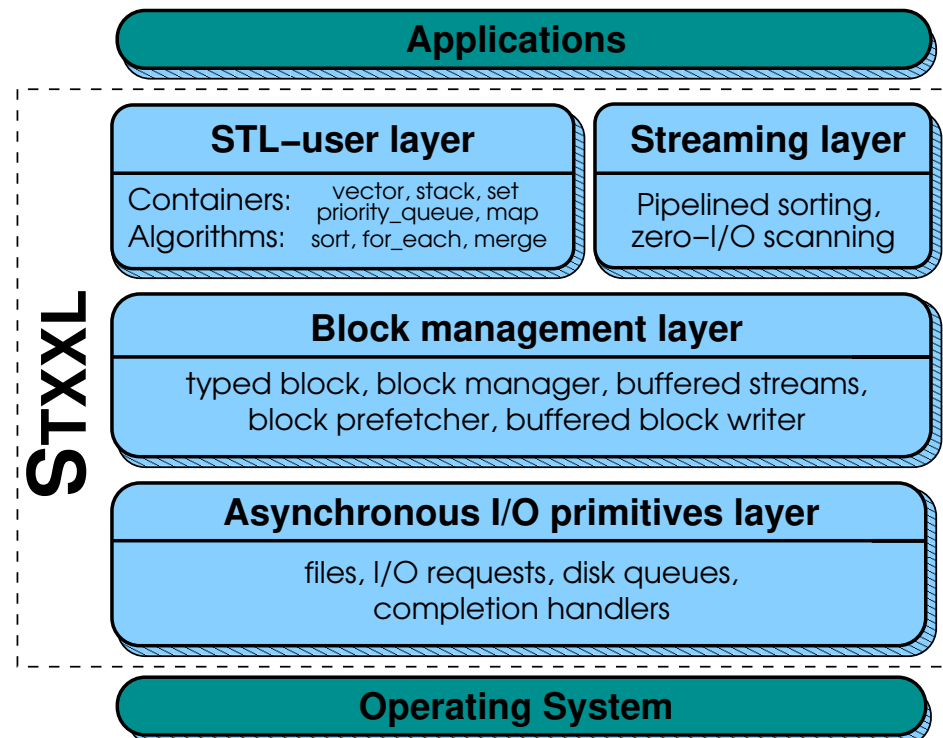 Applications
STXXL
STL–user layer
Containers: vector, stack, set
priority_queue, map
Algorithms: sort, for_each, merge
Streaming layer
Pipelined sorting,
zero–I/O scanning
Block management layer
typed block, block manager, buffered streams,
block prefetcher, buffered block writer
Asynchronous I/O primitives layer
files, I/O requests, disk queues,
completion handlers
Operating System